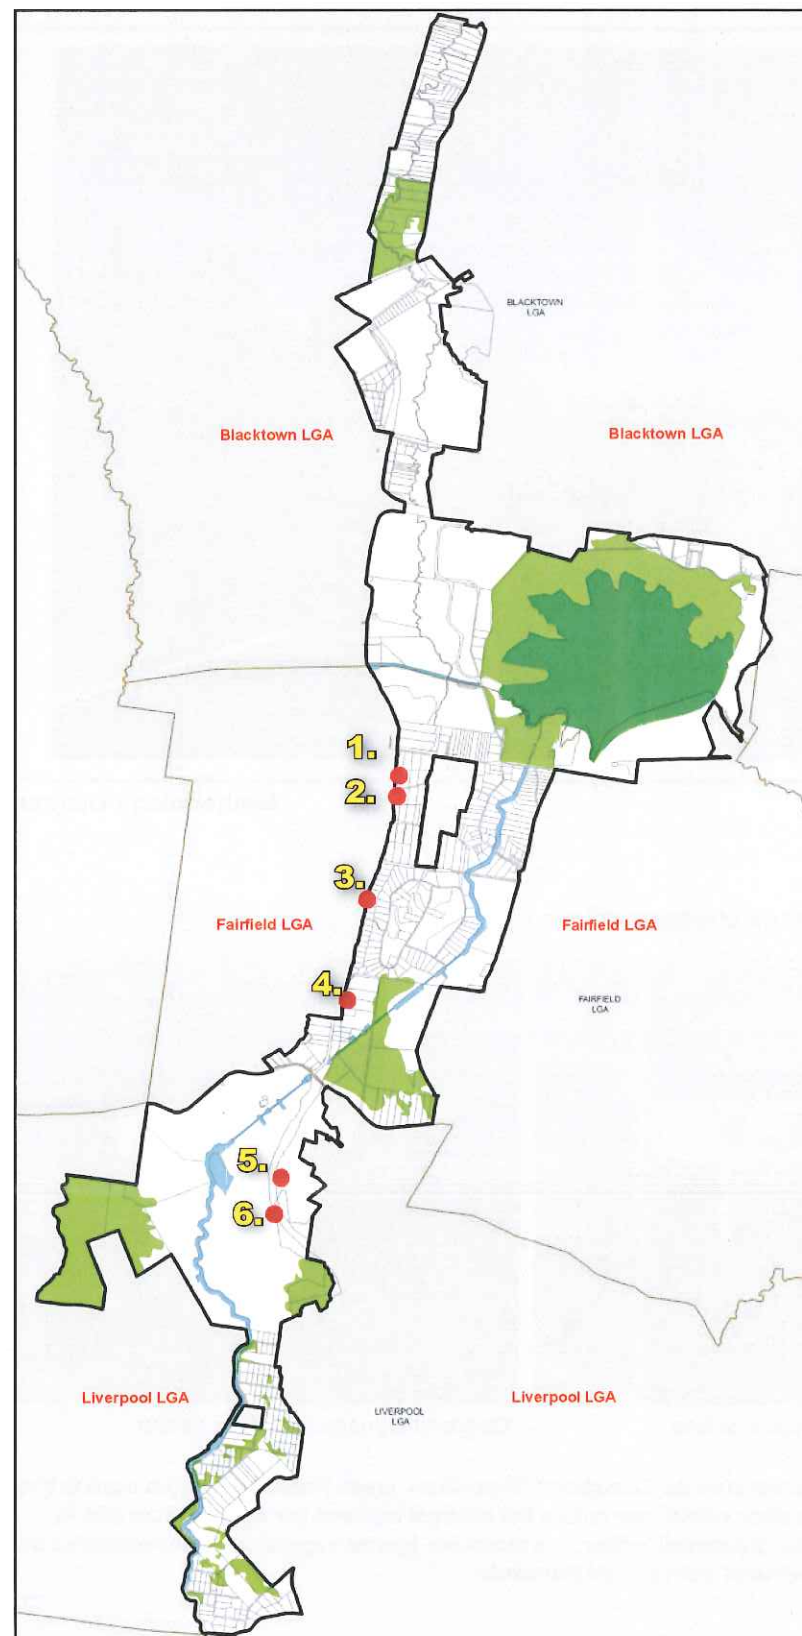 BLACKTOWN
LGA
Blacktown LGA
Blacktown LGA
1.
2.
3.
Fairfield LGA
Fairfield LGA
4.
FAIRFIELD
LGA
5.
6.
Liverpool LGA
Liverpool LGA
LIVERPOOL
LGA